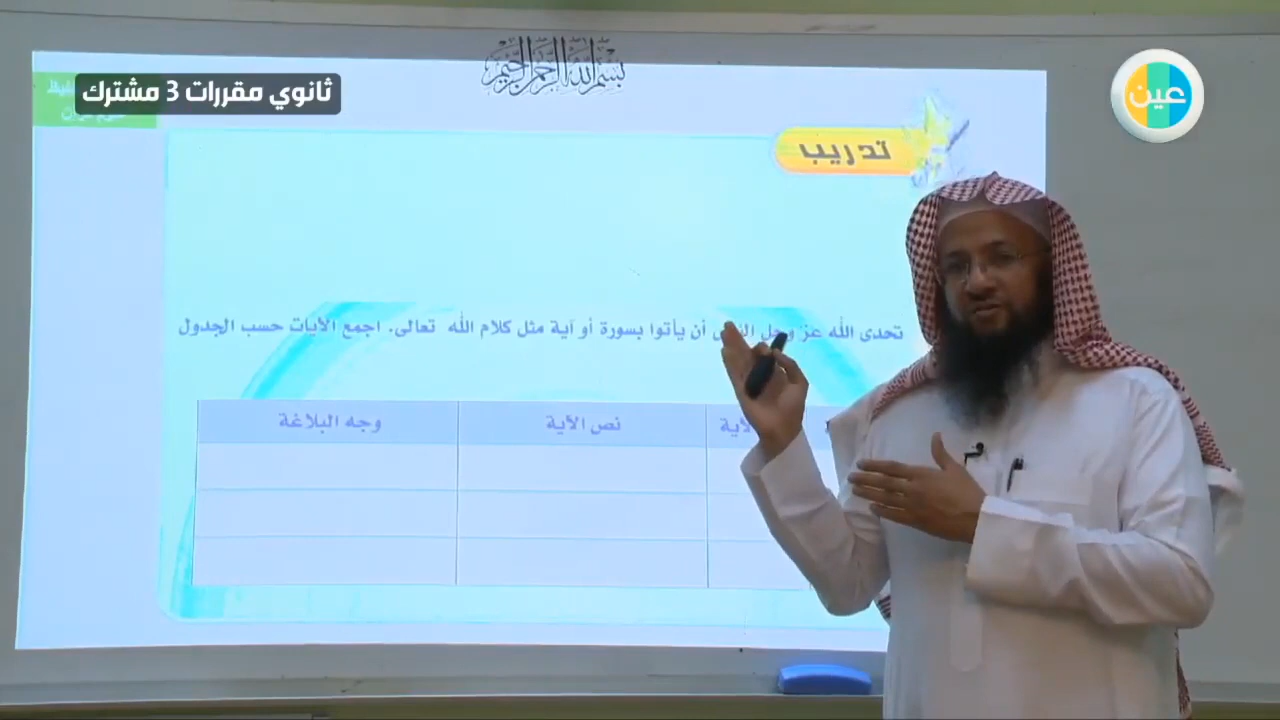 بسم الله الرحمن الرحيم
ثانوي مقررات 3 مشترك
عين
تدريب
تحدى الله عز وجل أن يأتوا بسورة أو آية مثل كلام الله تعالى. اجمع الآيات حسب الجدول
نص الآية
وجه البلاغة